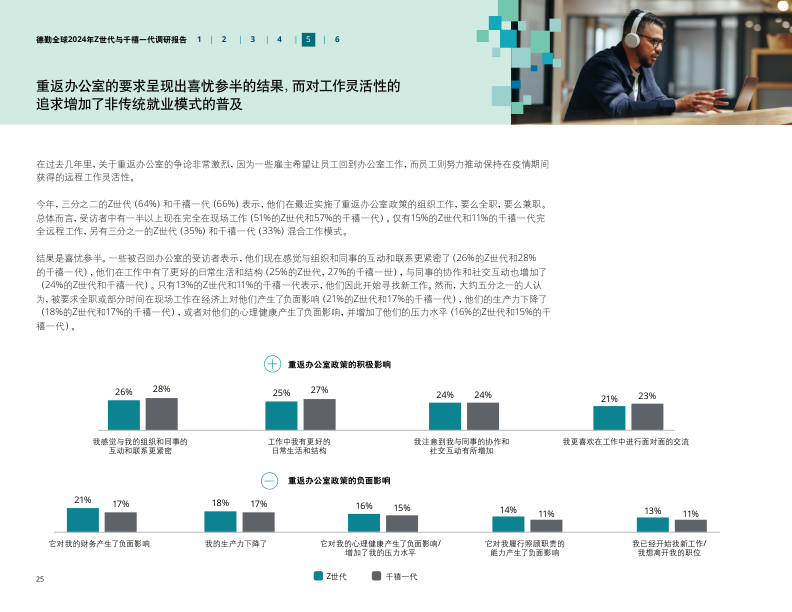 德勤全球2024年Z世代与千禧一代调研报告 1 | 2 | 3 | 4 | 5 | 6
重返办公室的要求呈现出喜忧参半的结果，而对工作灵活性的
追求增加了非传统就业模式的普及
在过去几年里，关于重返办公室的争论非常激烈，因为一些雇主希望让员工回到办公室工作，而员工则努力推动保持在疫情期间
获得的远程工作灵活性。
今年，三分之二的Z世代 (64%) 和千禧一代 (66%) 表示，他们在最近实施了重返办公室政策的组织工作，要么全职，要么兼职。
总体而言，受访者中有一半以上现在完全在现场工作 (51%的Z世代和57%的千禧一代) 。仅有15%的Z世代和11%的千禧一代完
全远程工作，另有三分之一的Z世代 (35%) 和千禧一代 (33%) 混合工作模式。
结果是喜忧参半。一些被召回办公室的受访者表示，他们现在感觉与组织和同事的互动和联系更紧密了 (26%的Z世代和28%
的千禧一代) ，他们在工作中有了更好的日常生活和结构 (25%的Z世代，27%的千禧一世) ，与同事的协作和社交互动也增加了
(24%的Z世代和千禧一代) 。只有13%的Z世代和11%的千禧一代表示，他们因此开始寻找新工作。然而，大约五分之一的人认
为，被要求全职或部分时间在现场工作在经济上对他们产生了负面影响 (21%的Z世代和17%的千禧一代) ，他们的生产力下降了
(18%的Z世代和17%的千禧一代) ，或者对他们的心理健康产生了负面影响，并增加了他们的压力水平 (16%的Z世代和15%的千
禧一代) 。
重返办公室政策的积极影响
26% 28% 25% 27% 24% 24% 21% 23%
我感觉与我的组织和同事的 工作中我有更好的 我注意到我与同事的协作和 我更喜欢在工作中进行面对面的交流
互动和联系更紧密 日常生活和结构 社交互动有所增加
重返办公室政策的负面影响
21% 17% 18% 17% 16% 15% 14% 11% 13% 11%
它对我的财务产生了负面影响 我的生产力下降了 它对我的心理健康产生了负面影响/ 它对我履行照顾职责的 我已经开始找新工作/
增加了我的压力水平 能力产生了负面影响 我想离开我的职位
Z世代 千禧一代
25